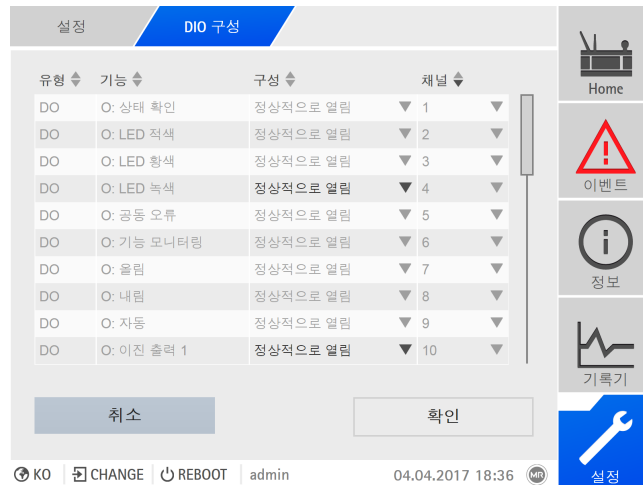 설정 DIO 구성
유형 기능 구성 채널
DO O: 상태 확인 정상적으로 열림 1
DO O: LED 적색 정상적으로 열림 2
DO O: LED 황색 정상적으로 열림 3
DO O: LED 녹색 정상적으로 열림 4
DO O: 공동 오류 정상적으로 열림 5
DO O: 기능 모니터링 정상적으로 열림 6
DO O: 올림 정상적으로 열림 7
DO O: 내림 정상적으로 열림 8
DO O: 자동 정상적으로 열림 9
DO O: 이진 출력 1 정상적으로 열림 10
취소 확인
KO CHANGE REBOOT admin 04.04.2017 18:36 MR
Home
이벤트
정보
기록기
설정